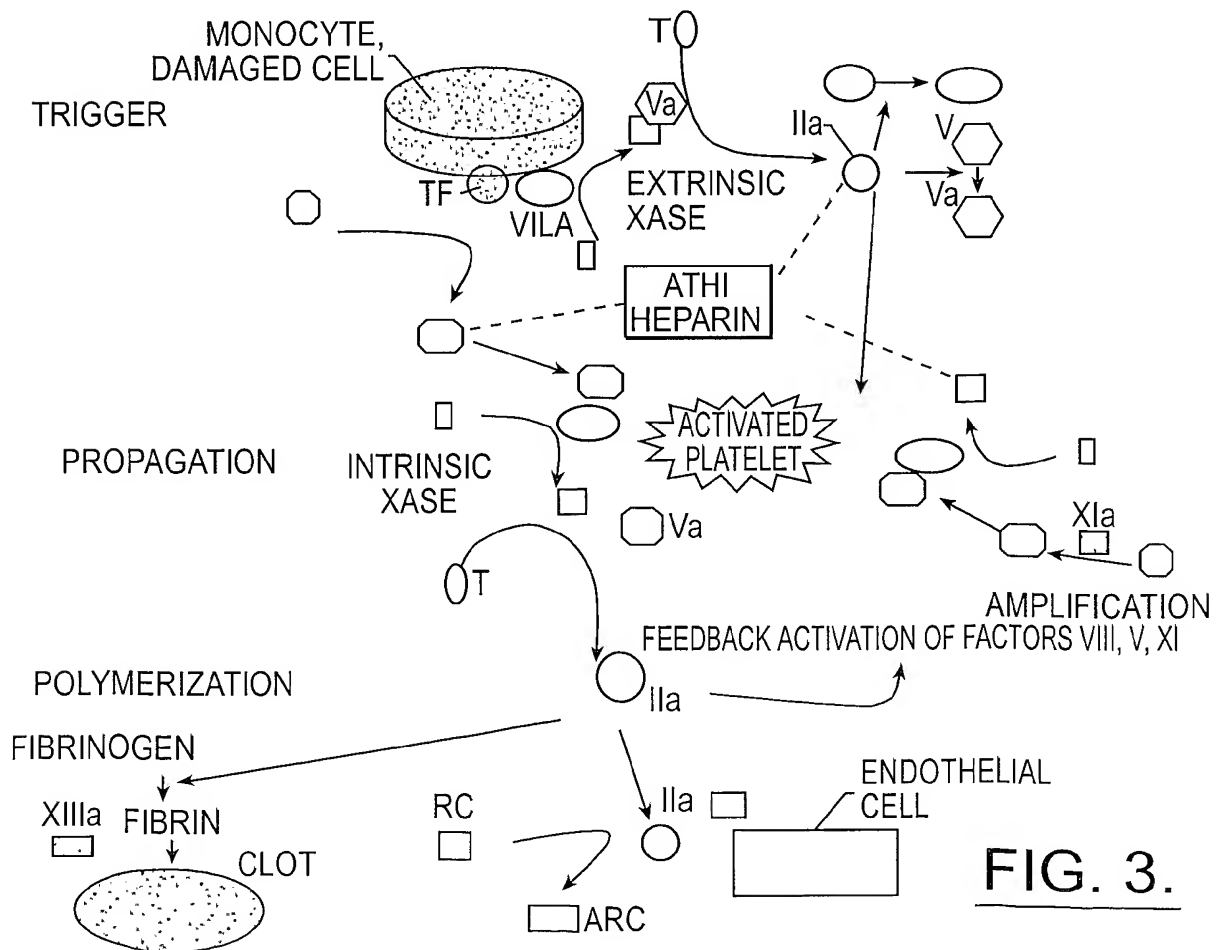 MONOCYTE,
DAMAGED CELL
TRIGGER
T
Va
IIa
V
Va
TF
VILA
EXTRINSIC
XASE
ATHI
HEPARIN
ACTIVATED
PLATELET
PROPAGATION
INTRINSIC
XASE
Va
XIa
T
AMPLIFICATION
FEEDBACK ACTIVATION OF FACTORS VIII, V, XI
POLYMERIZATION
IIa
FIBRINOGEN
XIIIa
FIBRIN
CLOT
RC
ARC
IIa
ENDOTHELIAL
CELL
FIG. 3.